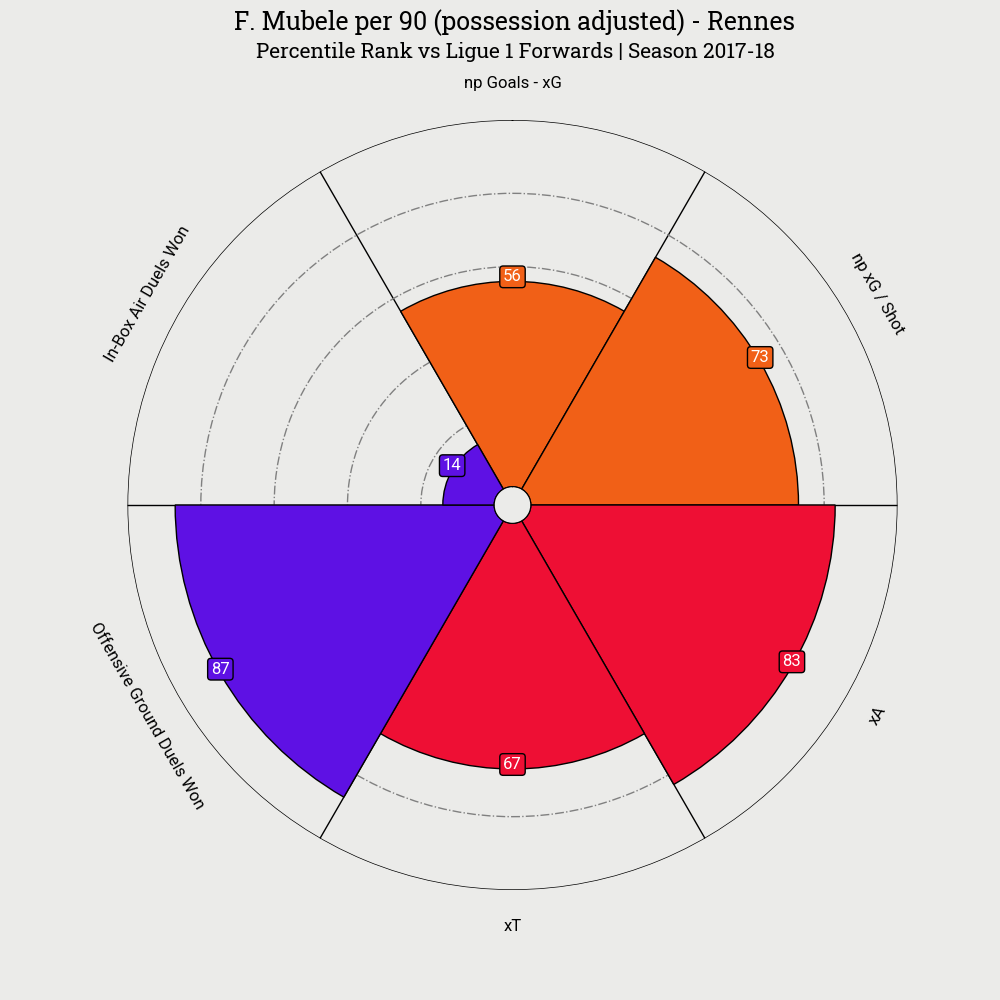 F. Mubele per 90 (possession adjusted) - Rennes
Percentile Rank vs Ligue 1 Forwards | Season 2017-18
np Goals - xG
np xG / Shot
In-Box Air Duels Won
56
73
14
87
83
67
Offensive Ground Duels Won
xA
xT